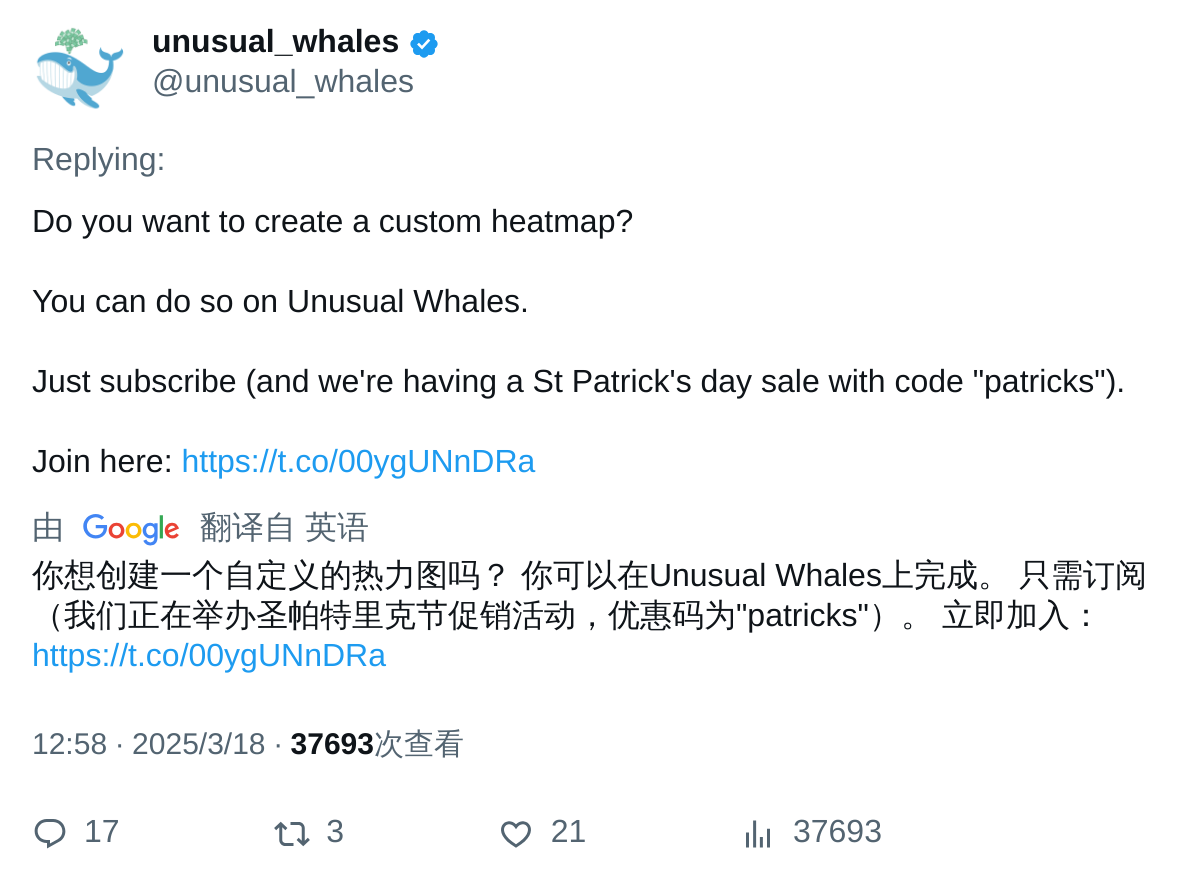 unusual_whales
@unusual_whales
Replying:
Do you want to create a custom heatmap?
You can do so on Unusual Whales.
Just subscribe (and we're having a St Patrick's day sale with code "patricks").
Join here: https://t.co/00ygUNnDRa
由 Google 翻译自 英语
你想创建一个自定义的热力图吗？ 你可以在Unusual Whales上完成。 只需订阅
（我们正在举办圣帕特里克节促销活动，优惠码为"patricks"）。 立即加入：
https://t.co/00ygUNnDRa
12:58 · 2025/3/18 · 37693次查看
17 3 21 37693